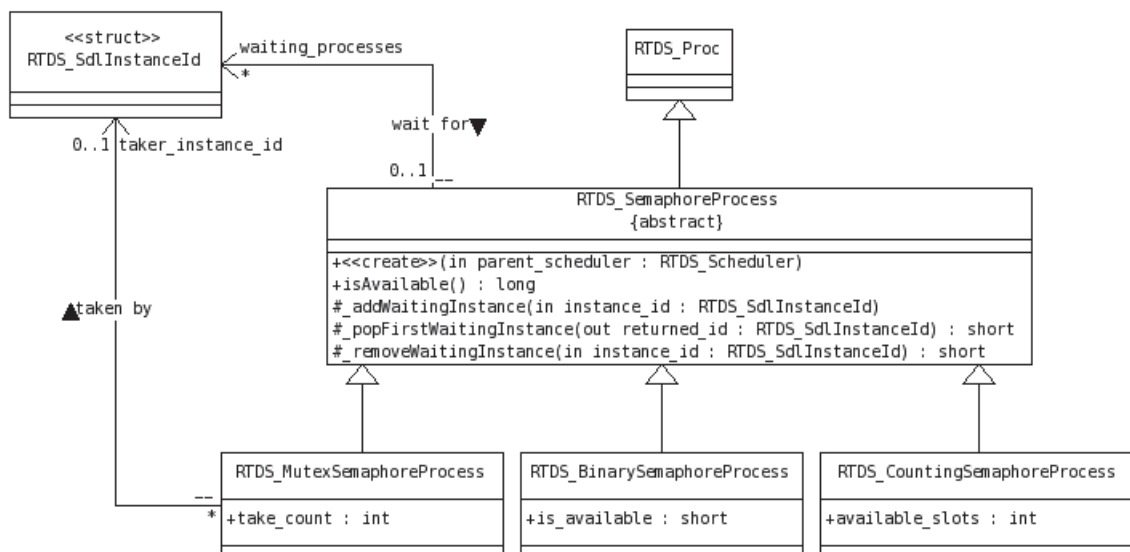 <<struct>>
RTDS_SdlInstanceId
waiting_processes
*
RTDS_Proc
wait for▼
0..1 taker_instance_id
0..1 __
RTDS_SemaphoreProcess
{abstract}
+<<create>>(in parent_scheduler : RTDS_Scheduler)
+isAvailable() : long
#_addWaitingInstance(in instance_id : RTDS_SdlInstanceId)
#_popFirstWaitingInstance(out returned_id : RTDS_SdlInstanceId) : short
#_removeWaitingInstance(in instance_id : RTDS_SdlInstanceId) : short
▲taken by
__
*
RTDS_MutexSemaphoreProcess
+take_count : int
RTDS_BinarySemaphoreProcess
+is_available : short
RTDS_CountingSemaphoreProcess
+available_slots : int